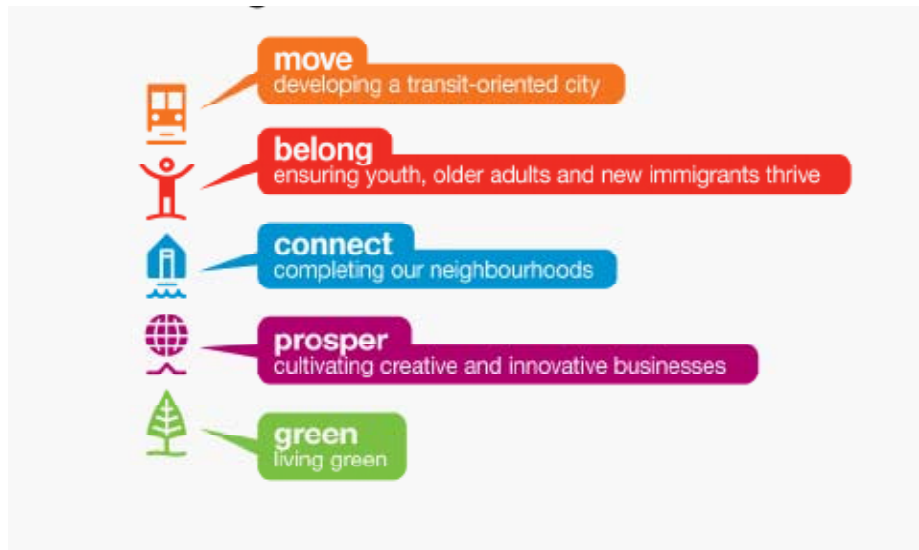 move
developing a transit-oriented city
belong
ensuring youth, older adults and new immigrants thrive
connect
completing our neighbourhoods
prosper
cultivating creative and innovative businesses
green
living green